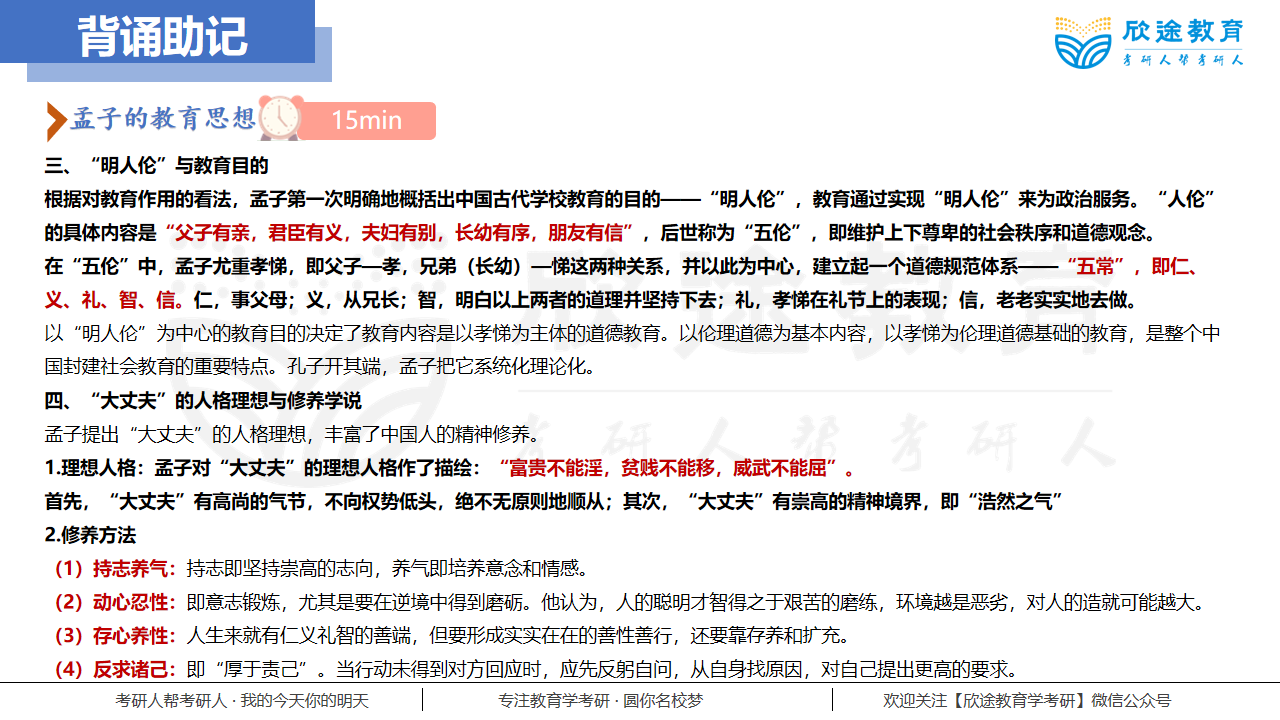 背诵助记
欣途教育
考研人帮考研人
孟子的教育思想
15min
三、“明人伦”与教育目的
根据对教育作用的看法，孟子第一次明确地概括出中国古代学校教育的目的——“明人伦”，教育通过实现“明人伦”来为政治服务。“人伦”
的具体内容是“父子有亲，君臣有义，夫妇有别，长幼有序，朋友有信”，后世称为“五伦”，即维护上下尊卑的社会秩序和道德观念。
在“五伦”中，孟子尤重孝悌，即父子—孝，兄弟（长幼）—悌这两种关系，并以此为中心，建立起一个道德规范体系——“五常”，即仁、
义、礼、智、信。仁，事父母；义，从兄长；智，明白以上两者的道理并坚持下去；礼，孝悌在礼节上的表现；信，老老实实地去做。
以“明人伦”为中心的教育目的决定了教育内容是以孝悌为主体的道德教育。以伦理道德为基本内容，以孝悌为伦理道德基础的教育，是整个中
国封建社会教育的重要特点。孔子开其端，孟子把它系统化理论化。
四、“大丈夫”的人格理想与修养学说
孟子提出“大丈夫”的人格理想，丰富了中国人的精神修养。
1.理想人格：孟子对“大丈夫”的理想人格作了描绘：“富贵不能淫，贫贱不能移，威武不能屈”。
首先，“大丈夫”有高尚的气节，不向权势低头，绝不无原则地顺从；其次，“大丈夫”有崇高的精神境界，即“浩然之气”
2.修养方法
（1）持志养气：持志即坚持崇高的志向，养气即培养意念和情感。
（2）动心忍性：即意志锻炼，尤其是要在逆境中得到磨砺。他认为，人的聪明才智得之于艰苦的磨练，环境越是恶劣，对人的造就可能越大。
（3）存心养性：人生来就有仁义礼智的善端，但要形成实实在在的善性善行，还要靠存养和扩充。
（4）反求诸己：即“厚于责己”。当行动未得到对方回应时，应先反躬自问，从自身找原因，对自己提出更高的要求。
欣途教育
考研人帮考研人
考研人帮考研人 · 我的今天你的明天
专注教育学考研 · 圆你名校梦
欢迎关注【欣途教育学考研】微信公众号